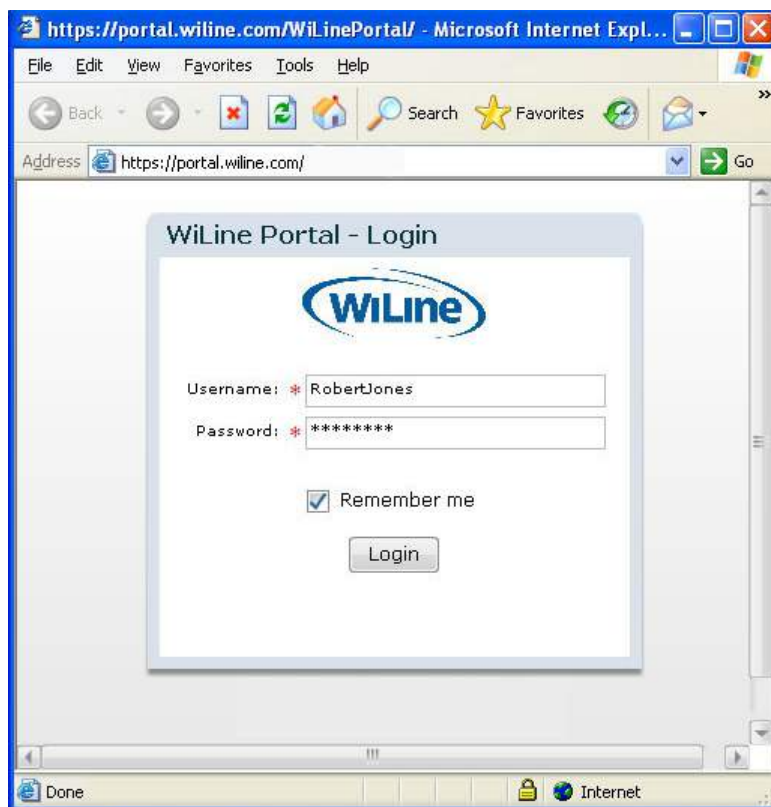 https://portal.wiline.com/WiLinePortal/ - Microsoft Internet Expl...
File Edit View Favorites Tools Help
Back Search Favorites »
Address https://portal.wiline.com/ Go
WiLine Portal - Login
WiLine
Username: * RobertJones
Password: * ********
Remember me
Login
Done Internet